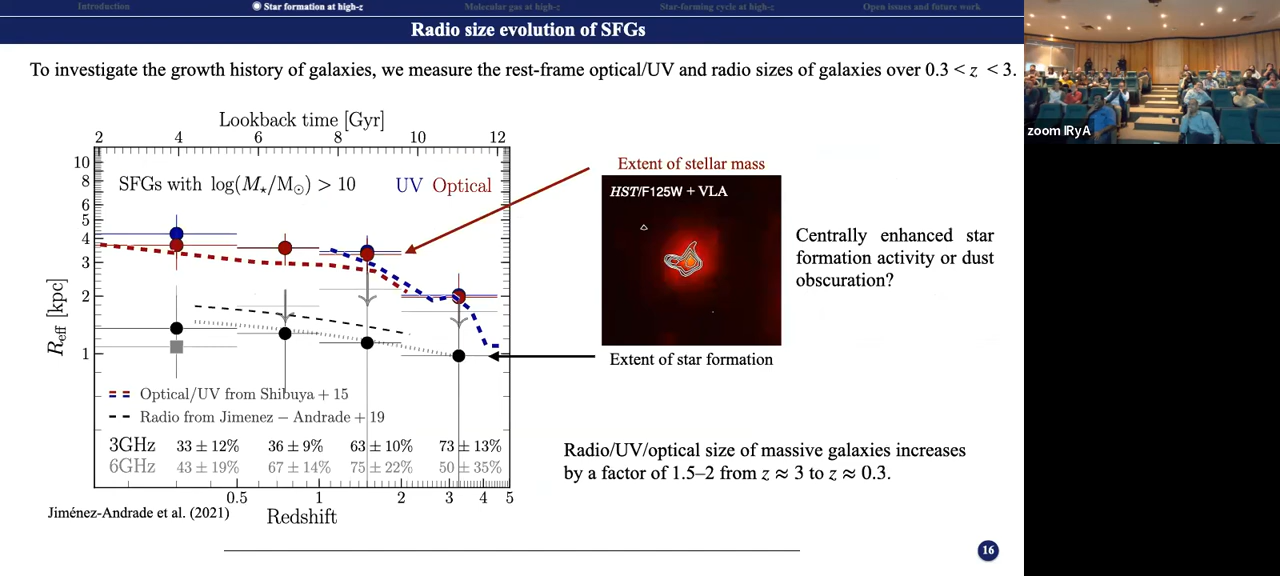 Introduction
Star formation at high-z
Molecular gas at high-z
Star-forming cycle at high-z
Open issues and future work
Radio size evolution of SFGs
To investigate the growth history of galaxies, we measure the rest-frame optical/UV and radio sizes of galaxies over 0.3 < z < 3.
Lookback time [Gyr]
2 4 6 8 10 12
SFGs with log(M⋆/M⊙) > 10
UV Optical
10
8
6
5
4
3
2
1
Reff [kpc]
Optical/UV from Shibuya + 15
Radio from Jimenez − Andrade + 19
3GHz 33 ± 12% 36 ± 9% 63 ± 10% 73 ± 13%
6GHz 43 ± 19% 67 ± 14% 75 ± 22% 50 ± 35%
0.5 1 2 3 4 5
Redshift
Jiménez-Andrade et al. (2021)
Extent of stellar mass
HST/F125W + VLA
Extent of star formation
Centrally enhanced star
formation activity or dust
obscuration?
Radio/UV/optical size of massive galaxies increases
by a factor of 1.5–2 from z ≈ 3 to z ≈ 0.3.
16
zoom IRyA